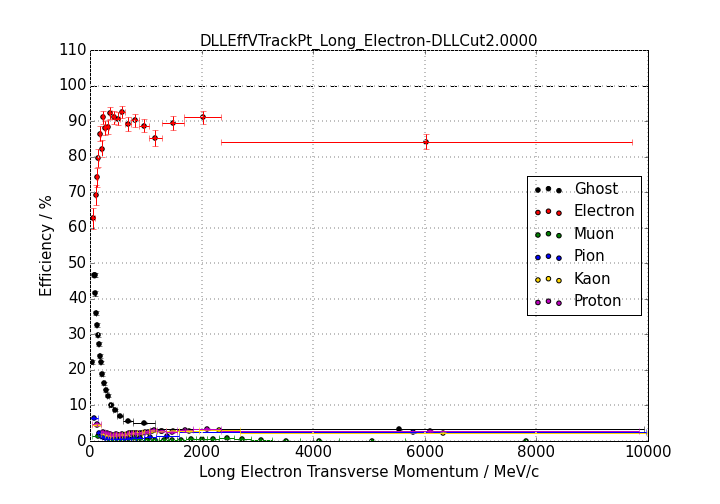 DLLEffVTrackPt_Long_Electron-DLLCut2.0000
110
100
90
80
70
60
50
40
30
20
10
0
Efficiency / %
Ghost
Electron
Muon
Pion
Kaon
Proton
0 2000 4000 6000 8000 10000
Long Electron Transverse Momentum / MeV/c